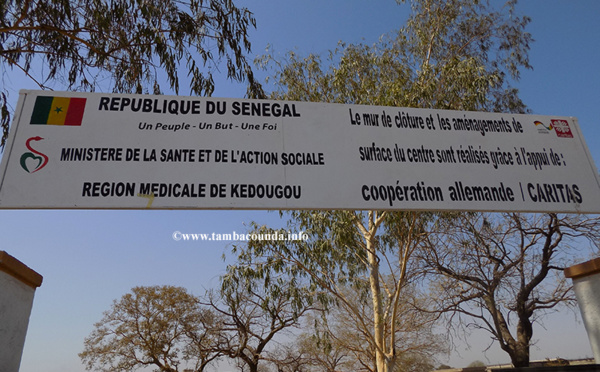 REPUBLIQUE DU SENEGAL
Un Peuple - Un But - Une Foi
MINISTERE DE LA SANTE ET DE L'ACTION SOCIALE
REGION MEDICALE DE KEDOUGOU
Le mur de clôture et les aménagements de
surface du centre sont réalisés grâce à l'appui de :
coopération allemande | CARITAS
©www.tambacounda.info